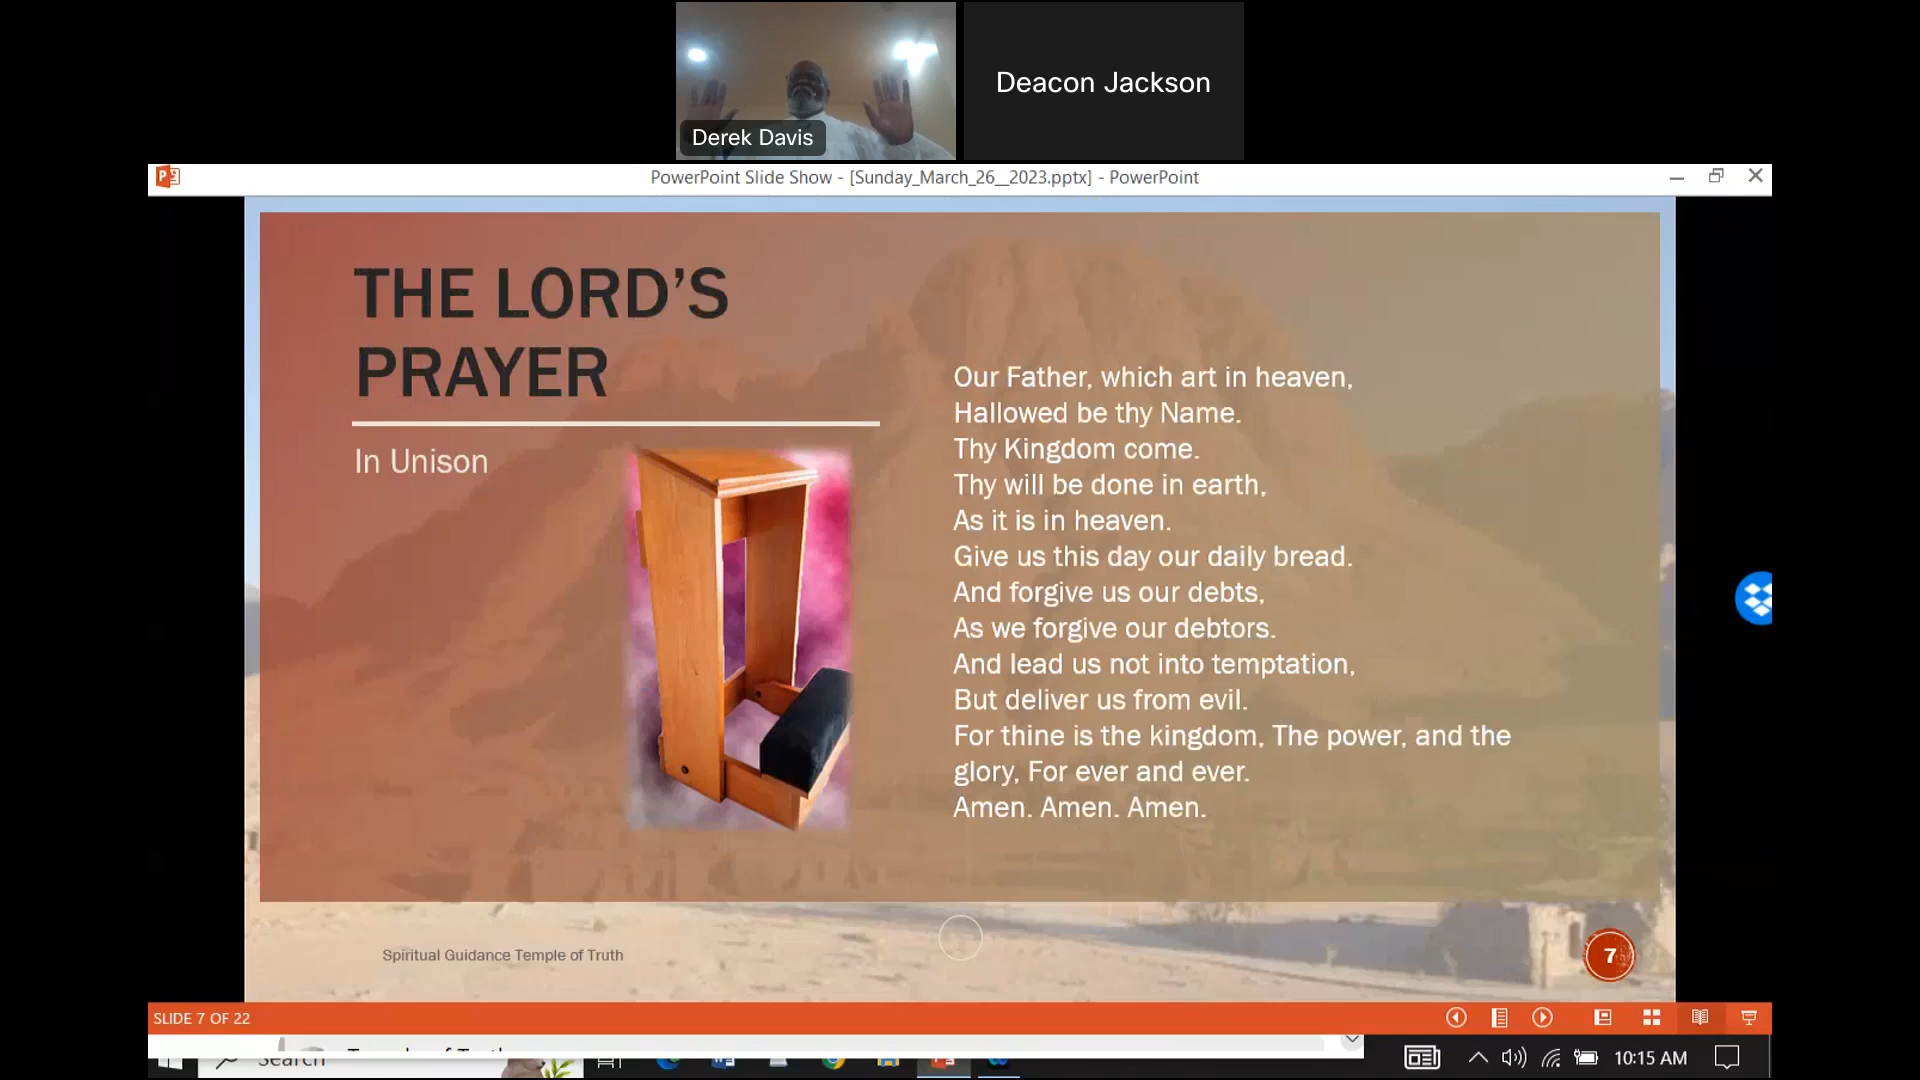 Derek Davis
Deacon Jackson
PowerPoint Slide Show - [Sunday_March_26__2023.pptx] - PowerPoint
THE LORD'S
PRAYER
In Unison
Our Father, which art in heaven,
Hallowed be thy Name.
Thy Kingdom come.
Thy will be done in earth,
As it is in heaven.
Give us this day our daily bread.
And forgive us our debts,
As we forgive our debtors.
And lead us not into temptation,
But deliver us from evil.
For thine is the kingdom, The power, and the
glory, For ever and ever.
Amen. Amen. Amen.
Spiritual Guidance Temple of Truth
7
SLIDE 7 OF 22
Search
10:15 AM